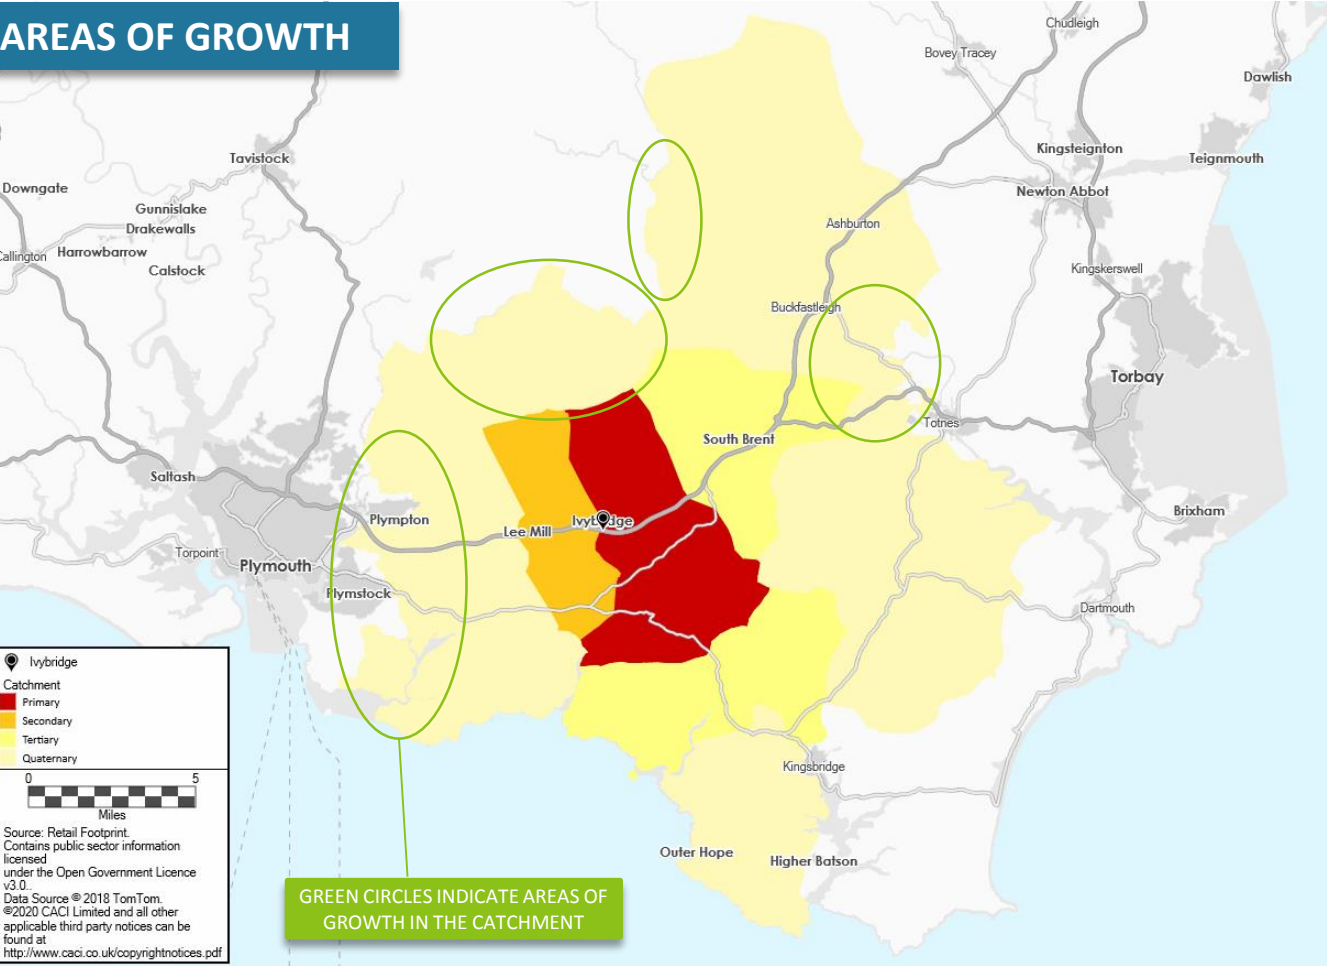 AREAS OF GROWTH
Chudleigh
Bovey Tracey
Dawlish
Tavistock
Kingsteignton
Teignmouth
Downgate
Newton Abbot
Gunnislake
Drakewalls
Ashburton
Harrowbarrow
Calstock
Kingskerswell
Buckfastleigh
Torbay
Totnes
South Brent
Saltash
Plympton
Ivybridge
Lee Mill
Brixham
Torpoint
Plymouth
Plymstock
Dartmouth
Kingsbridge
Outer Hope
Higher Batson
Ivybridge
Catchment
Primary
Secondary
Tertiary
Quaternary
0 5
Miles
Source: Retail Footprint.
Contains public sector information
licensed
under the Open Government Licence
v3.0..
Data Source © 2018 TomTom.
©2020 CACI Limited and all other
applicable third party notices can be
found at
http://www.caci.co.uk/copyrightnotices.pdf
GREEN CIRCLES INDICATE AREAS OF
GROWTH IN THE CATCHMENT